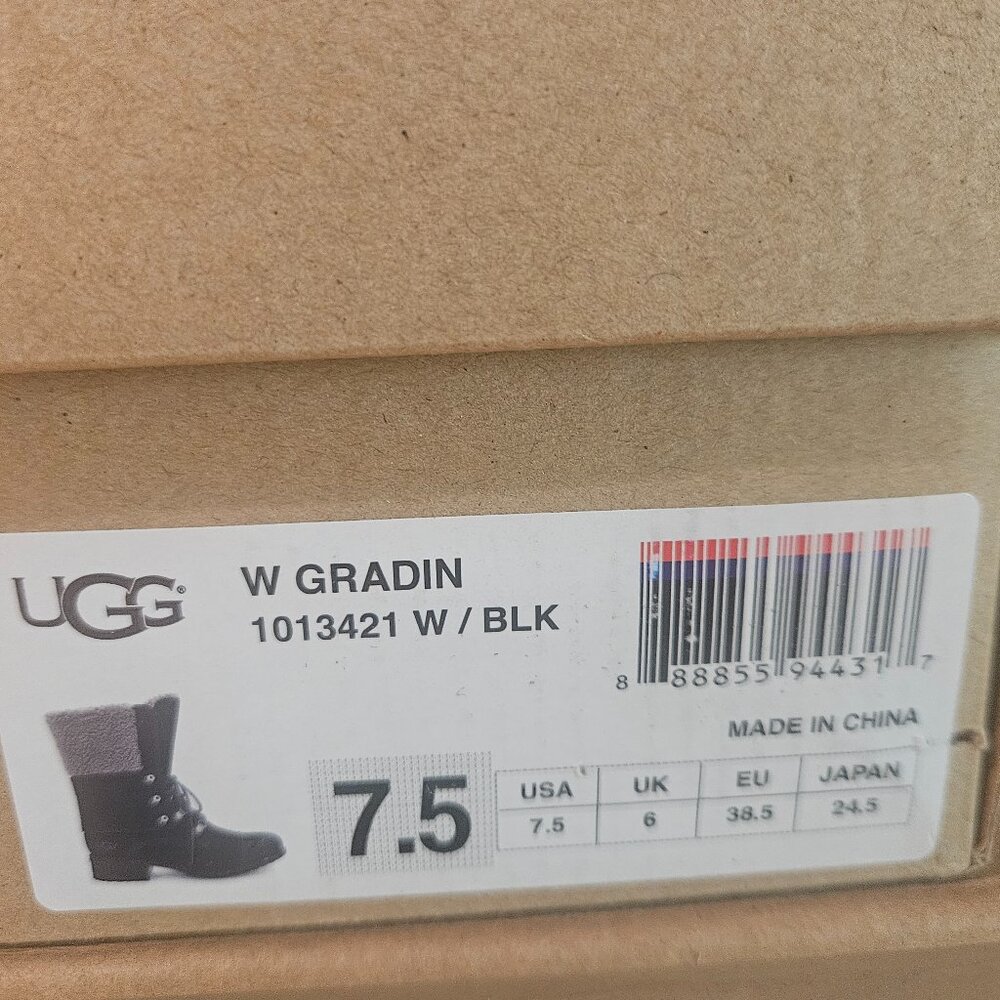 UGG®
W GRADIN
1013421 W / BLK
8 88855 94431 7
MADE IN CHINA
7.5
USA UK EU JAPAN
7.5 6 38.5 24.5